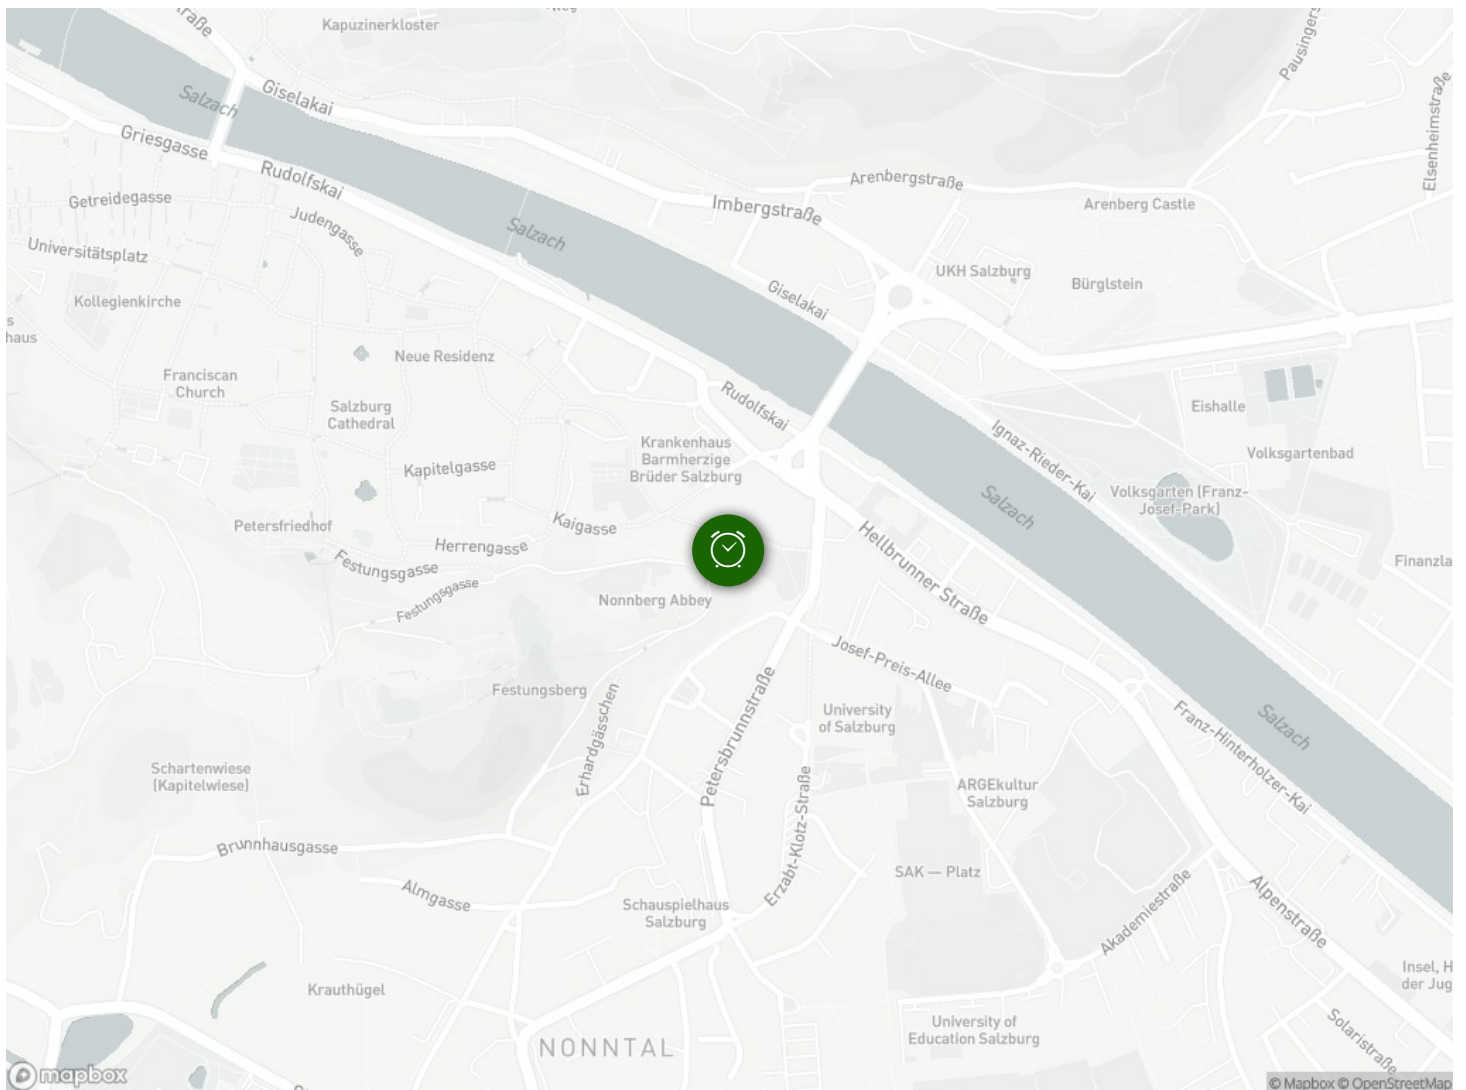 Kapuzinerkloster
Pausingers
Salzach
Giselakai
Elsenheimstraße
Griesgasse
Rudolfskai
Arenbergstraße
Getreidegasse
Imbergstraße
Arenberg Castle
Judengasse
Salzach
Universitätsplatz
UKH Salzburg
Bürglstein
Giselakai
Kollegienkirche
s
haus
Neue Residenz
Franciscan
Church
Rudolfskai
Eishalle
Salzburg
Cathedral
Ignaz-Rieder-Kai
Krankenhaus
Barmherzige
Brüder Salzburg
Volksgartenbad
Kapitelgasse
Salzach
Volksgarten (Franz-
Josef-Park)
Petersfriedhof
Kaigasse
Herrengasse
Hellbrunner Straße
Finanzla
Festungsgasse
Festungsgasse
Nonnberg Abbey
Josef-Preis-Allee
Festungsberg
Erhardgässchen
Petersbrunnstraße
University
of Salzburg
Salzach
Franz-Hinterholzer-Kai
Schartenwiese
(Kapitelwiese)
ARGEkultur
Salzburg
Brunnhausgasse
Erzabt-Klotz-Straße
SAK — Platz
Almgasse
Schauspielhaus
Salzburg
Akademiestraße
Alpenstraße
Insel, H
der Jug
Krauthügel
University of
Education Salzburg
Solaristraße
NONNTAL
mapbox
© Mapbox © OpenStreetMap